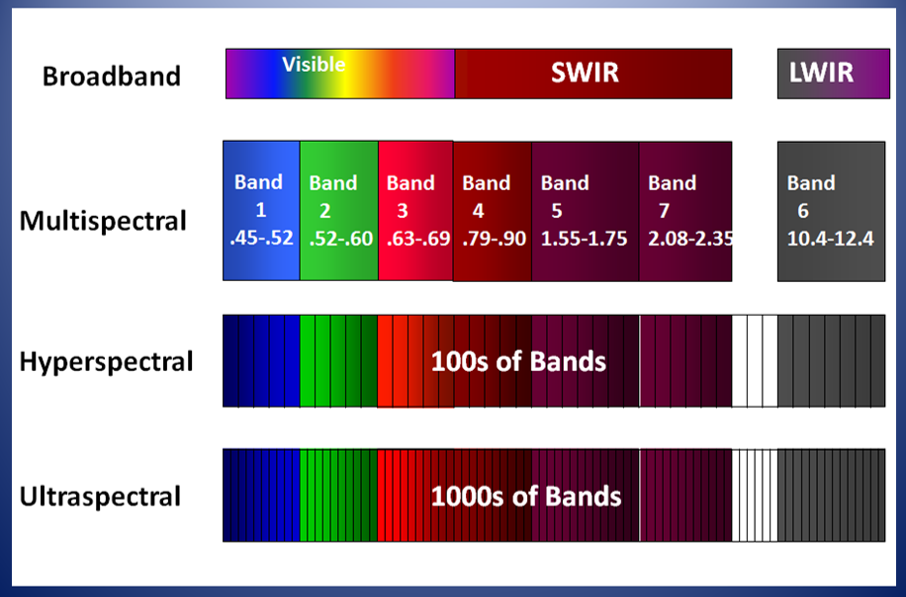 Broadband
Visible
SWIR
LWIR
Multispectral
Band
1
.45-.52
Band
2
.52-.60
Band
3
.63-.69
Band
4
.79-.90
Band
5
1.55-1.75
Band
7
2.08-2.35
Band
6
10.4-12.4
Hyperspectral
100s of Bands
Ultraspectral
1000s of Bands